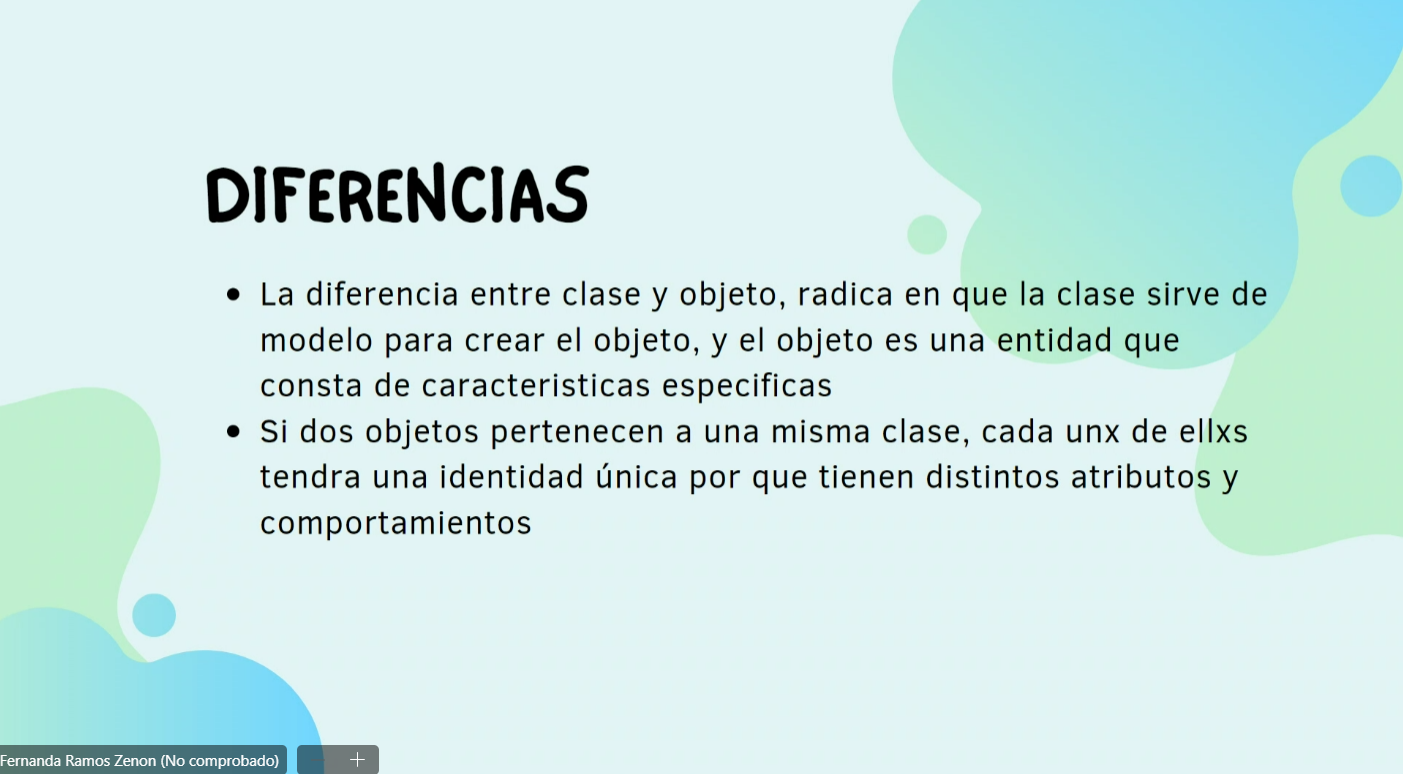 DIFERENCIAS
La diferencia entre clase y objeto, radica en que la clase sirve de
modelo para crear el objeto, y el objeto es una entidad que
consta de caracteristicas especificas
Si dos objetos pertenecen a una misma clase, cada unx de ellxs
tendra una identidad única por que tienen distintos atributos y
comportamientos
Fernanda Ramos Zenon (No comprobado)